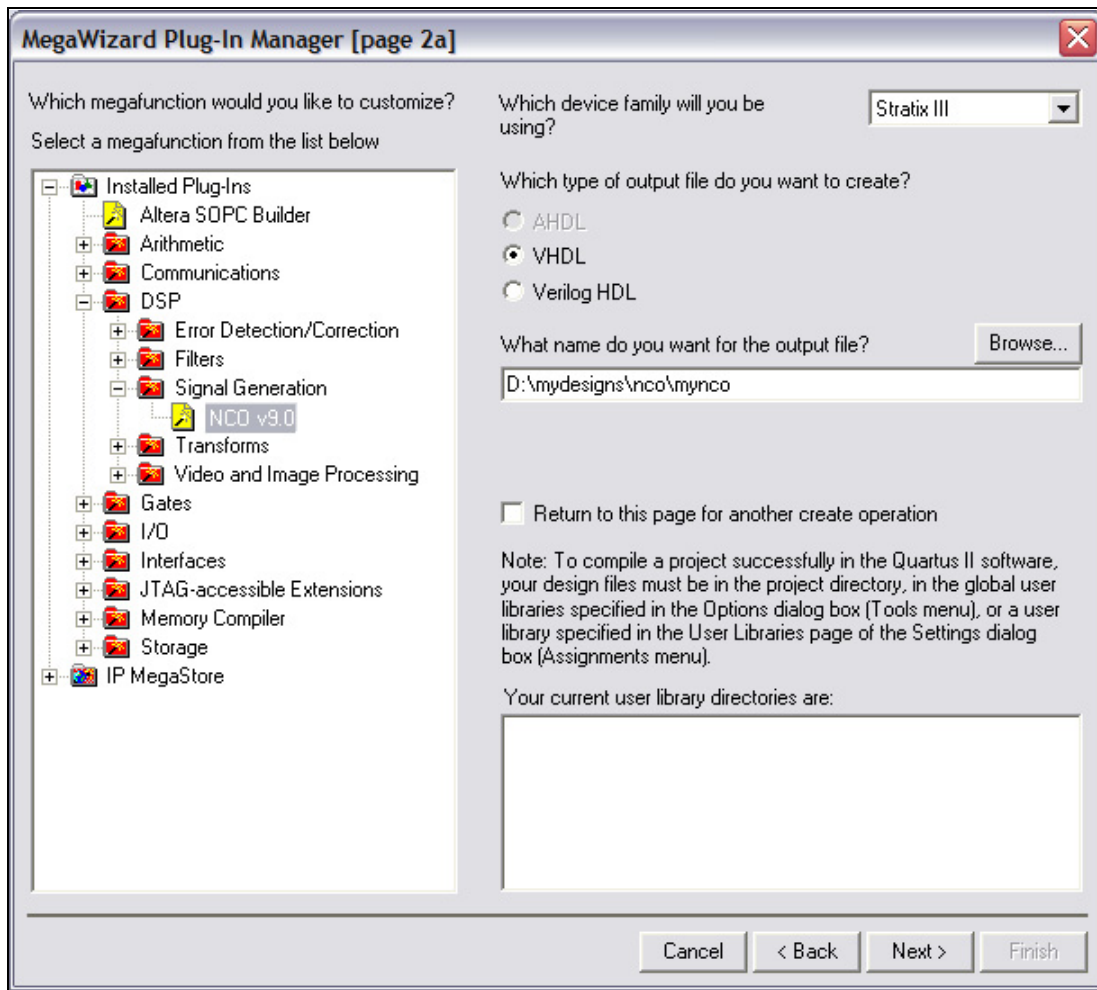 MegaWizard Plug-In Manager [page 2a]
Which megafunction would you like to customize?
Select a megafunction from the list below
Installed Plug-Ins
Altera SOPC Builder
Arithmetic
Communications
DSP
Error Detection/Correction
Filters
Signal Generation
NCO v9.0
Transforms
Video and Image Processing
Gates
I/O
Interfaces
JTAG-accessible Extensions
Memory Compiler
Storage
IP MegaStore
Which device family will you be
using?
Stratix III
Which type of output file do you want to create?
AHDL
VHDL
Verilog HDL
What name do you want for the output file?
Browse...
D:\mydesigns\nco\mynco
Return to this page for another create operation
Note: To compile a project successfully in the Quartus II software,
your design files must be in the project directory, in the global user
libraries specified in the Options dialog box (Tools menu), or a user
library specified in the User Libraries page of the Settings dialog
box (Assignments menu).
Your current user library directories are:
Cancel
< Back
Next >
Finish